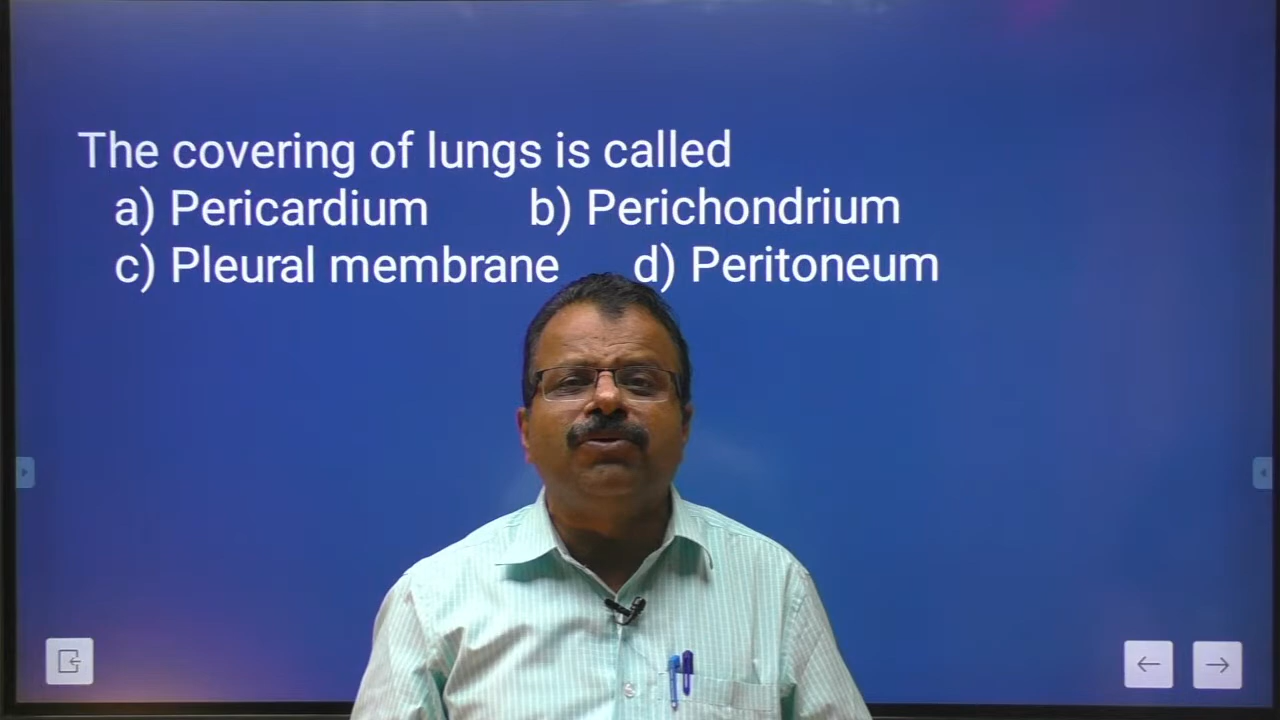 The covering of lungs is called
a) Pericardium b) Perichondrium
c) Pleural membrane d) Peritoneum